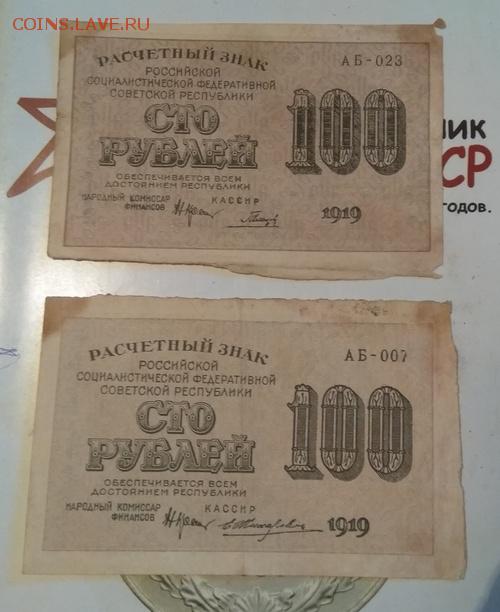 COINS.LAVE.RU
РАСЧЕТНЫЙ ЗНАК
РОССИЙСКОЙ
СОЦИАЛИСТИЧЕСКОЙ ФЕДЕРАТИВНОЙ
СОВЕТСКОЙ РЕСПУБЛИКИ
АБ-023
СТО
РУБЛЕЙ
100
ОБЕСПЕЧИВАЕТСЯ ВСЕМ
ДОСТОЯНИЕМ РЕСПУБЛИКИ
НАРОДНЫЙ КОМИССАР
ФИНАНСОВ
КАССИР
1919
НИК
СР
годов.
РАСЧЕТНЫЙ ЗНАК
РОССИЙСКОЙ
СОЦИАЛИСТИЧЕСКОЙ ФЕДЕРАТИВНОЙ
СОВЕТСКОЙ РЕСПУБЛИКИ
АБ-007
СТО
РУБЛЕЙ
100
ОБЕСПЕЧИВАЕТСЯ ВСЕМ
ДОСТОЯНИЕМ РЕСПУБЛИКИ
НАРОДНЫЙ КОМИССАР
ФИНАНСОВ
КАССИР
1919